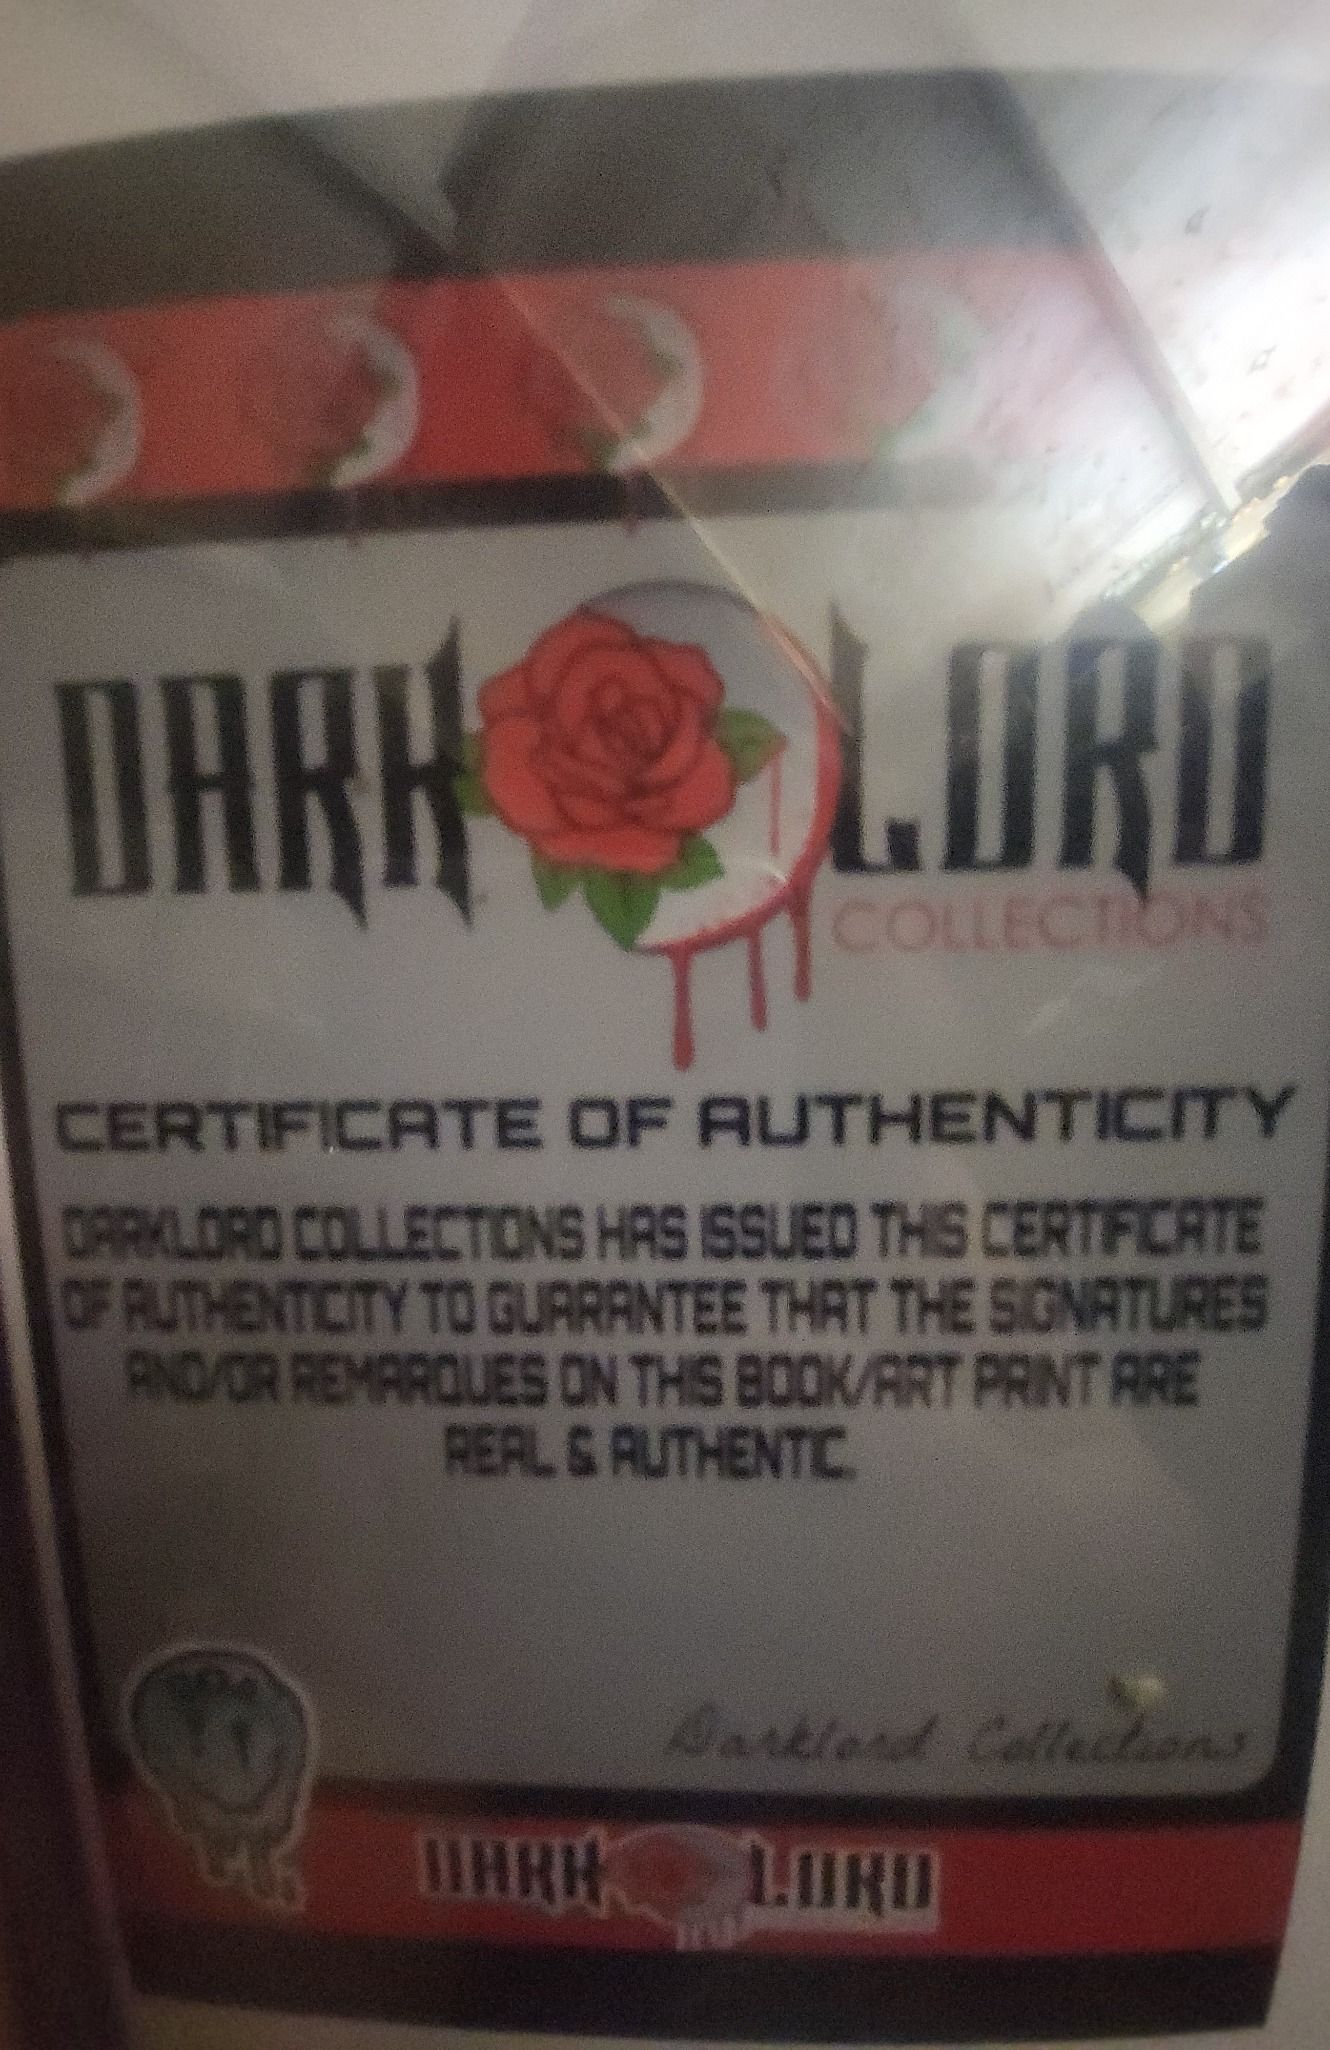 DARK LORD
COLLECTIONS
CERTIFICATE OF AUTHENTICITY
DARKLORD COLLECTIONS HAS ISSUED THIS CERTIFICATE
OF AUTHENTICITY TO GUARANTEE THAT THE SIGNATURES
AND/OR REMARQUES ON THIS BOOK/ART PRINT ARE
REAL & AUTHENTIC.
Darklord Collections
DARK LORD